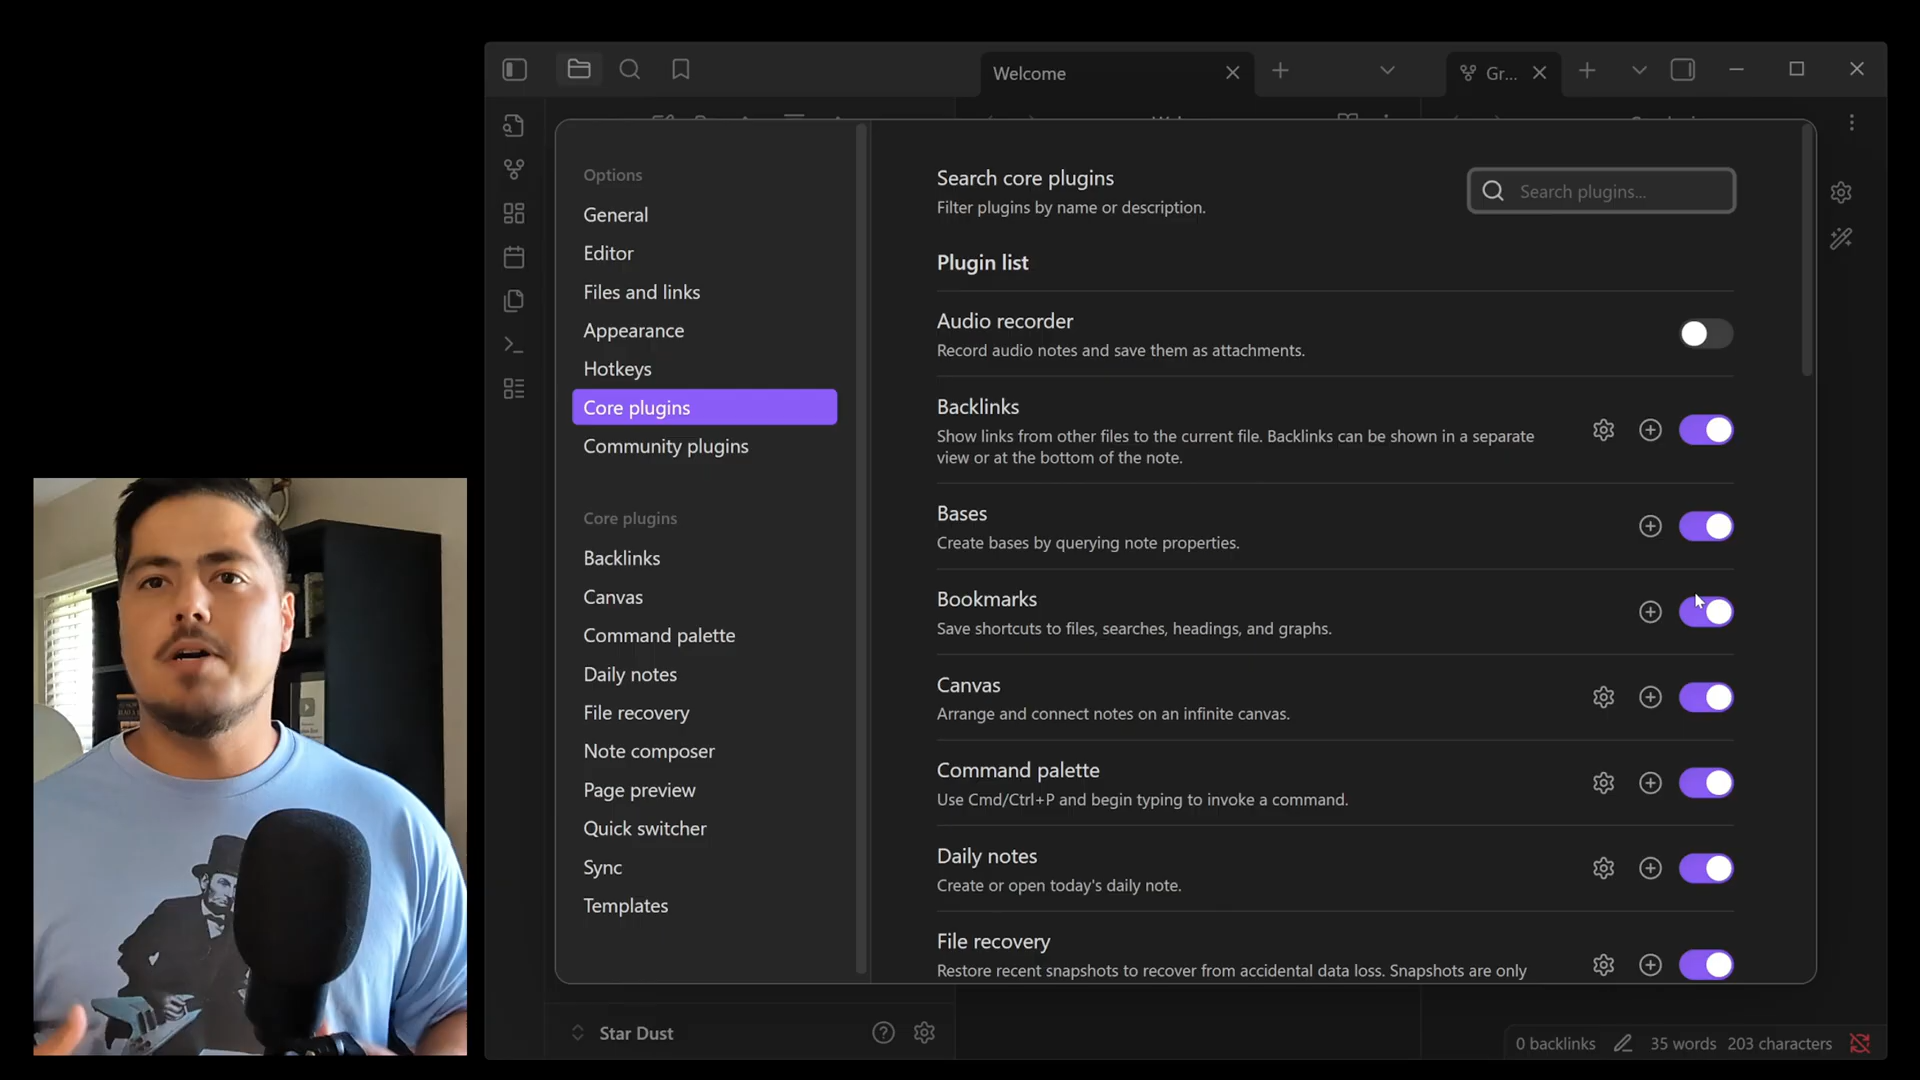 Welcome
Gr...
Options
General
Editor
Files and links
Appearance
Hotkeys
Core plugins
Community plugins
Core plugins
Backlinks
Canvas
Command palette
Daily notes
File recovery
Note composer
Page preview
Quick switcher
Sync
Templates
Search core plugins
Filter plugins by name or description.
Search plugins...
Plugin list
Audio recorder
Record audio notes and save them as attachments.
Backlinks
Show links from other files to the current file. Backlinks can be shown in a separate
view or at the bottom of the note.
Bases
Create bases by querying note properties.
Bookmarks
Save shortcuts to files, searches, headings, and graphs.
Canvas
Arrange and connect notes on an infinite canvas.
Command palette
Use Cmd/Ctrl+P and begin typing to invoke a command.
Daily notes
Create or open today's daily note.
File recovery
Restore recent snapshots to recover from accidental data loss. Snapshots are only
Star Dust
0 backlinks
35 words
203 characters